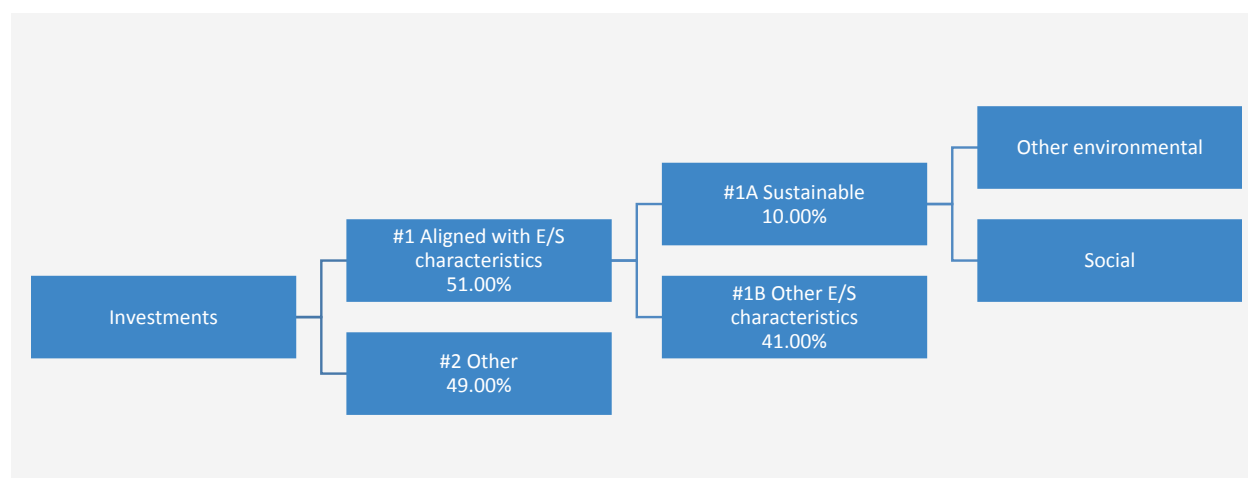 Investments
#1 Aligned with E/S
characteristics
51.00%
#2 Other
49.00%
#1A Sustainable
10.00%
#1B Other E/S
characteristics
41.00%
Other environmental
Social